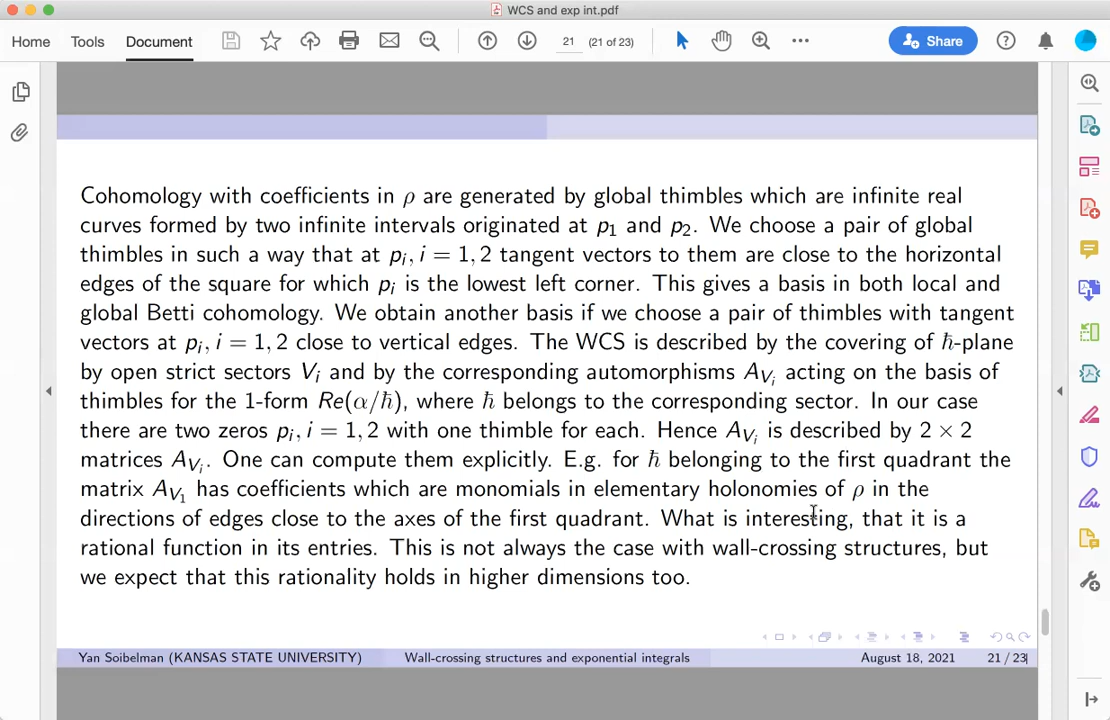 WCS and exp int.pdf
Home Tools Document 21 (21 of 23) Share
Cohomology with coefficients in ρ are generated by global thimbles which are infinite real
curves formed by two infinite intervals originated at p₁ and p₂. We choose a pair of global
thimbles in such a way that at pᵢ, i = 1, 2 tangent vectors to them are close to the horizontal
edges of the square for which pᵢ is the lowest left corner. This gives a basis in both local and
global Betti cohomology. We obtain another basis if we choose a pair of thimbles with tangent
vectors at pᵢ, i = 1, 2 close to vertical edges. The WCS is described by the covering of ℏ-plane
by open strict sectors Vᵢ and by the corresponding automorphisms A_{Vᵢ} acting on the basis of
thimbles for the 1-form Re(α/ℏ), where ℏ belongs to the corresponding sector. In our case
there are two zeros pᵢ, i = 1, 2 with one thimble for each. Hence A_{Vᵢ} is described by 2 × 2
matrices A_{Vᵢ}. One can compute them explicitly. E.g. for ℏ belonging to the first quadrant the
matrix A_{V₁} has coefficients which are monomials in elementary holonomies of ρ in the
directions of edges close to the axes of the first quadrant. What is interesting, that it is a
rational function in its entries. This is not always the case with wall-crossing structures, but
we expect that this rationality holds in higher dimensions too.
Yan Soibelman (KANSAS STATE UNIVERSITY) Wall-crossing structures and exponential integrals August 18, 2021 21 / 23